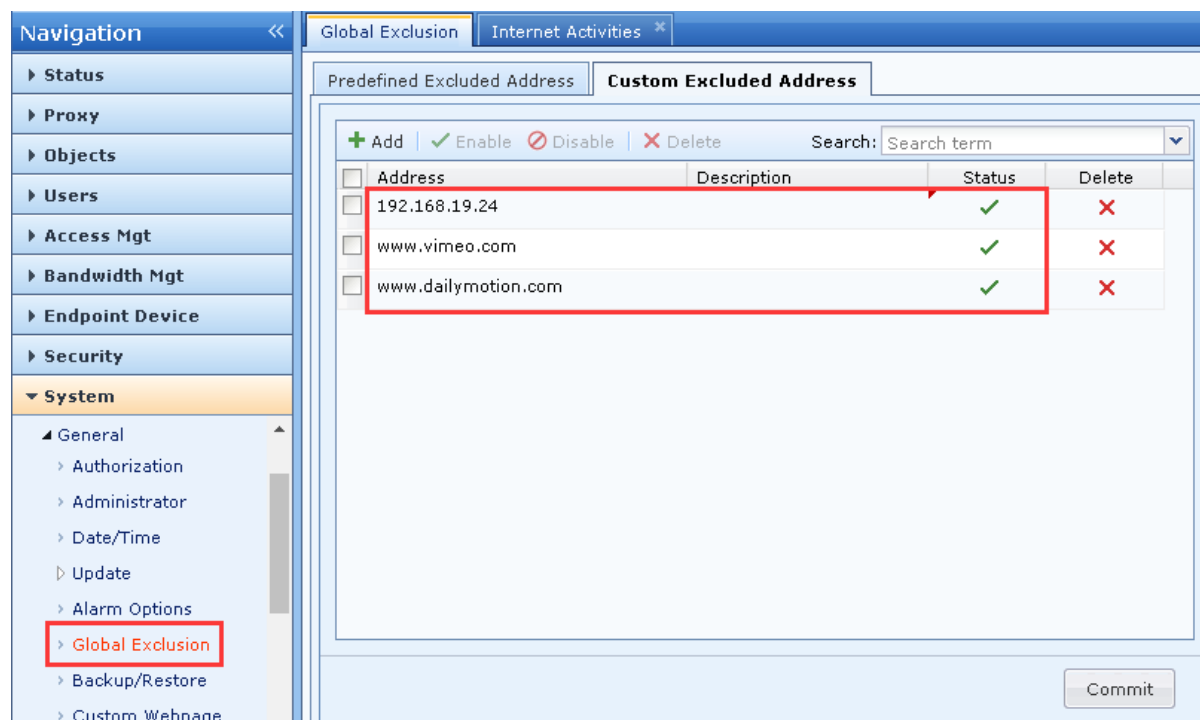 Navigation
Status
Proxy
Objects
Users
Access Mgt
Bandwidth Mgt
Endpoint Device
Security
System
General
Authorization
Administrator
Date/Time
Update
Alarm Options
Global Exclusion
Backup/Restore
Custom Webpage
Global Exclusion Internet Activities
Predefined Excluded Address Custom Excluded Address
Add Enable Disable Delete Search: Search term
Address Description Status Delete
192.168.19.24
www.vimeo.com
www.dailymotion.com
Commit